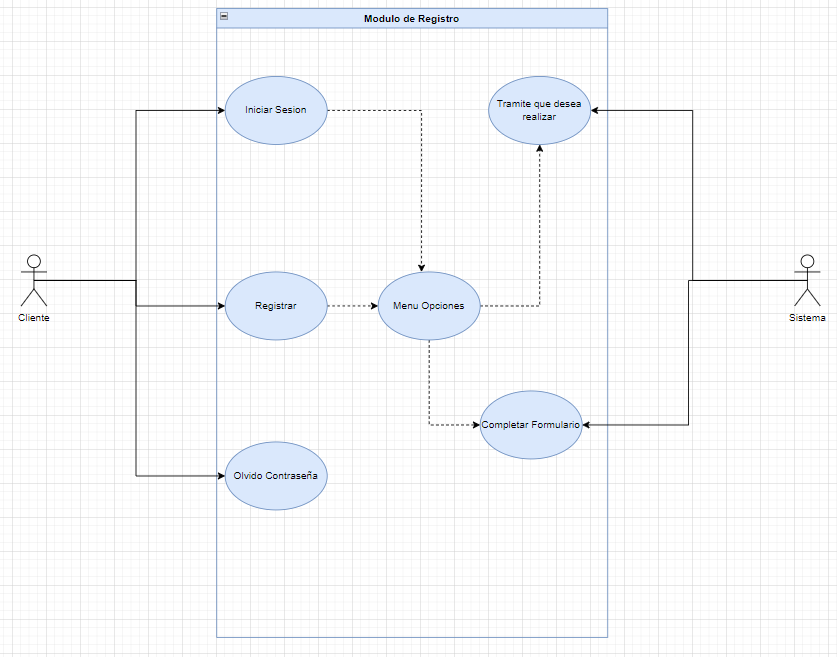 Modulo de Registro
Iniciar Sesion
Tramite que desea
realizar
Cliente
Registrar
Menu Opciones
Sistema
Completar Formulario
Olvido Contraseña